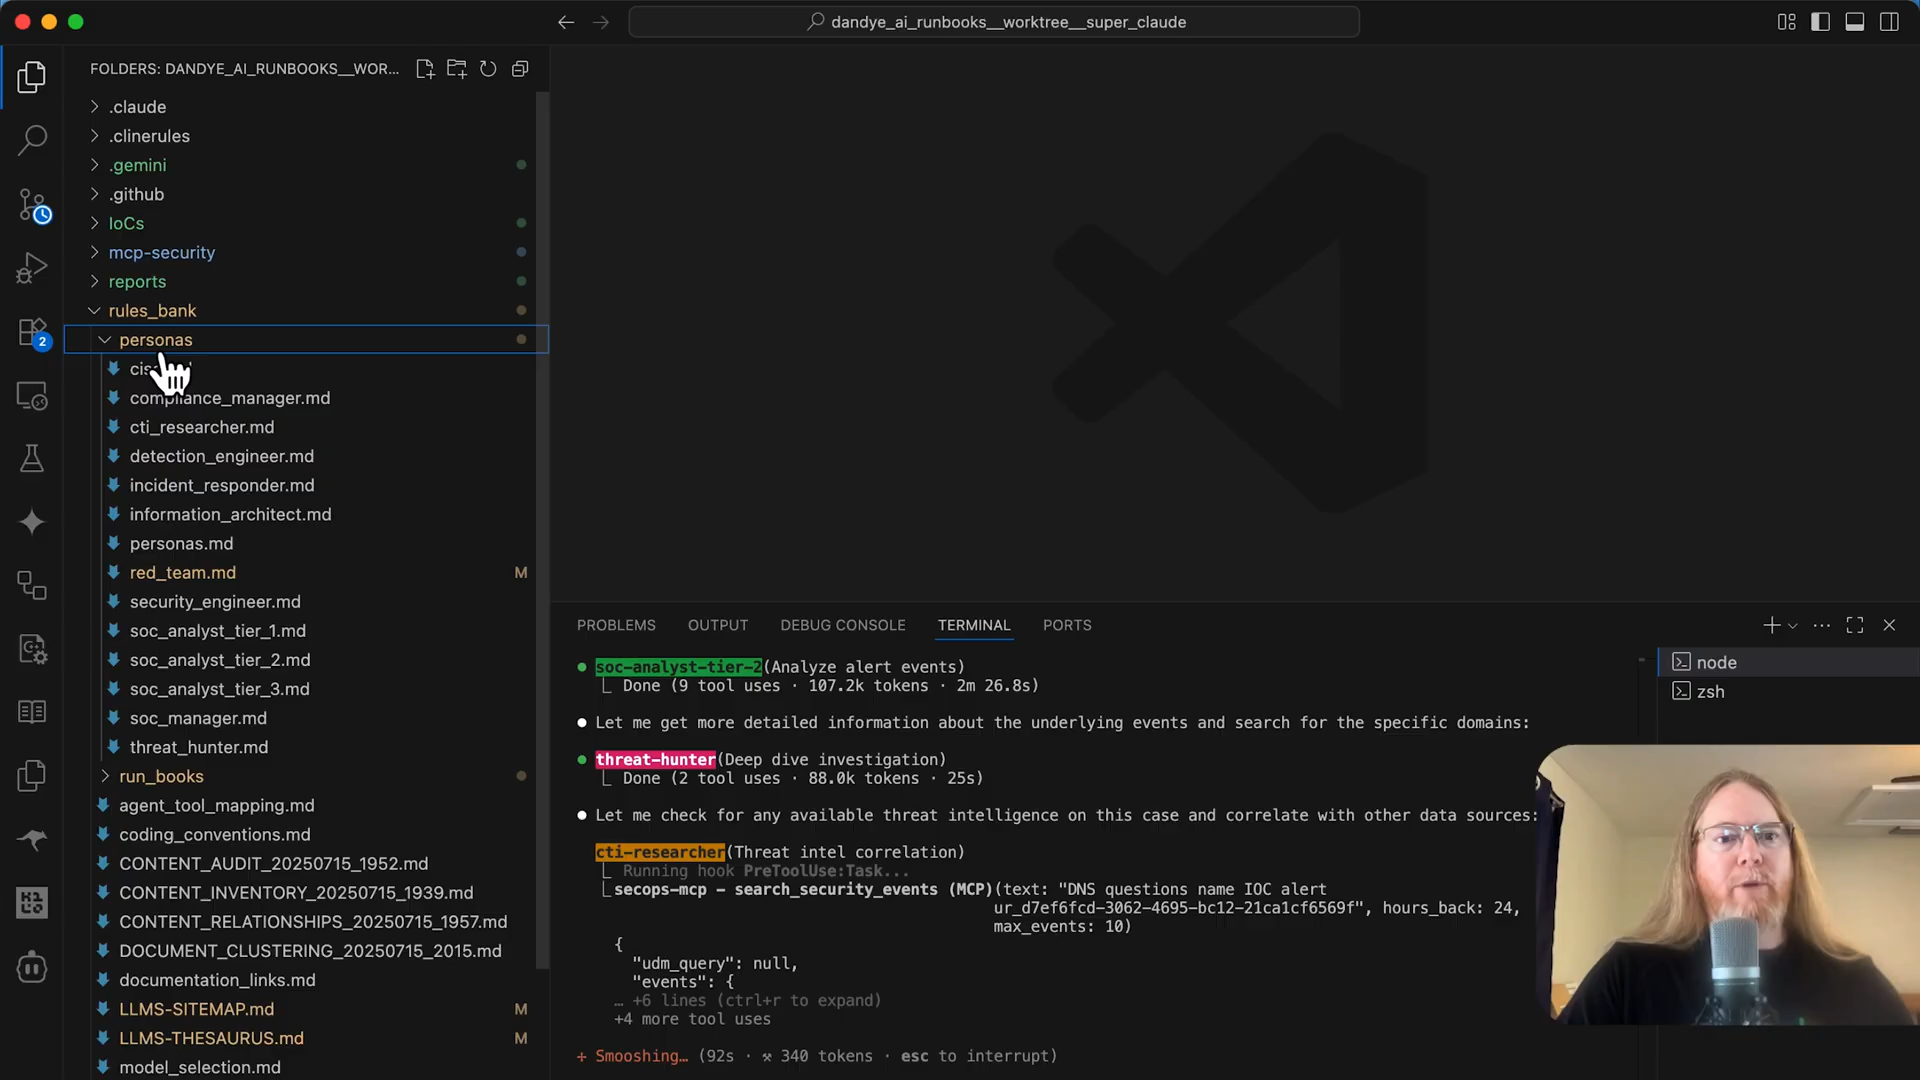 dandye_ai_runbooks__worktree__super_claude
FOLDERS: DANDYE_AI_RUNBOOKS__WOR...
.claude
.clinerules
.gemini
.github
IoCs
mcp-security
reports
rules_bank
personas
compliance_manager.md
cti_researcher.md
detection_engineer.md
incident_responder.md
information_architect.md
personas.md
red_team.md M
security_engineer.md
soc_analyst_tier_1.md
soc_analyst_tier_2.md
soc_analyst_tier_3.md
soc_manager.md
threat_hunter.md
run_books
agent_tool_mapping.md
coding_conventions.md
CONTENT_AUDIT_20250715_1952.md
CONTENT_INVENTORY_20250715_1939.md
CONTENT_RELATIONSHIPS_20250715_1957.md
DOCUMENT_CLUSTERING_20250715_2015.md
documentation_links.md
LLMS-SITEMAP.md M
LLMS-THESAURUS.md M
model_selection.md
2
PROBLEMS OUTPUT DEBUG CONSOLE TERMINAL PORTS
soc-analyst-tier-2(Analyze alert events)
Done (9 tool uses · 107.2k tokens · 2m 26.8s)
Let me get more detailed information about the underlying events and search for the specific domains:
threat-hunter(Deep dive investigation)
Done (2 tool uses · 88.0k tokens · 25s)
Let me check for any available threat intelligence on this case and correlate with other data sources:
cti-researcher(Threat intel correlation)
Running hook PreToolUse:Task...
secops-mcp - search_security_events (MCP)(text: "DNS questions name IOC alert
ur_d7ef6fcd-3062-4695-bc12-21ca1cf6569f", hours_back: 24,
max_events: 10)
{
"udm_query": null,
"events": {
… +6 lines (ctrl+r to expand)
+4 more tool uses
+ Smooshing… (92s · ⚒ 340 tokens · esc to interrupt)
node
zsh